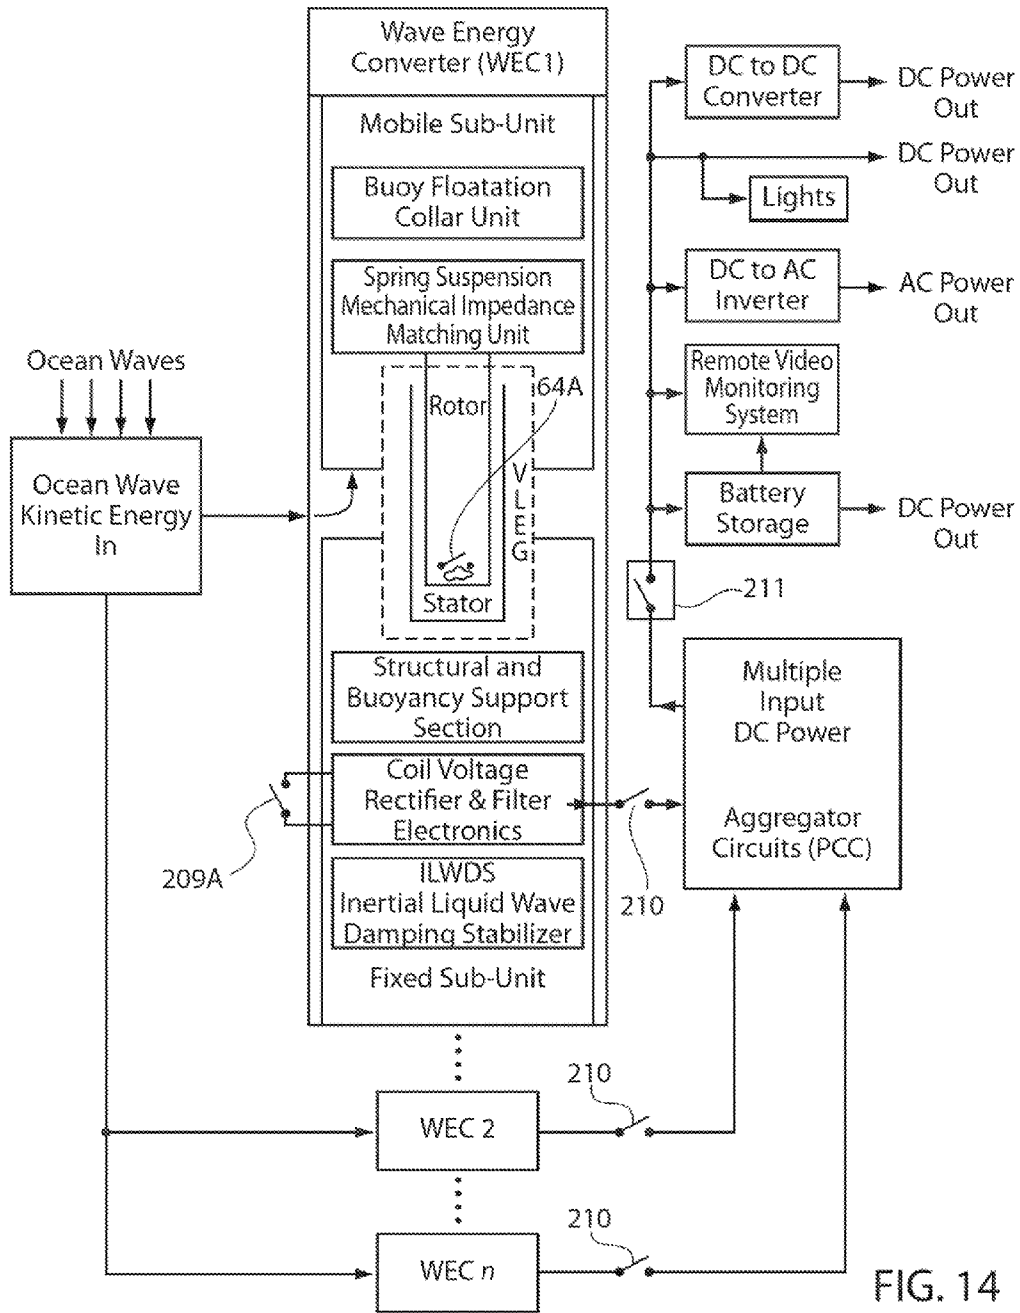 Wave Energy
Converter (WEC1)
Mobile Sub-Unit
Buoy Floatation
Collar Unit
Spring Suspension
Mechanical Impedance
Matching Unit
Rotor
64A
VLEG
Stator
Ocean Waves
Ocean Wave
Kinetic Energy
In
Structural and
Buoyancy Support
Section
Coil Voltage
Rectifier & Filter
Electronics
209A
ILWDS
Inertial Liquid Wave
Damping Stabilizer
Fixed Sub-Unit
DC to DC
Converter
DC Power
Out
DC Power
Out
Lights
DC to AC
Inverter
AC Power
Out
Remote Video
Monitoring
System
Battery
Storage
DC Power
Out
211
Multiple
Input
DC Power
Aggregator
Circuits (PCC)
210
WEC 2
210
WEC n
210
FIG. 14